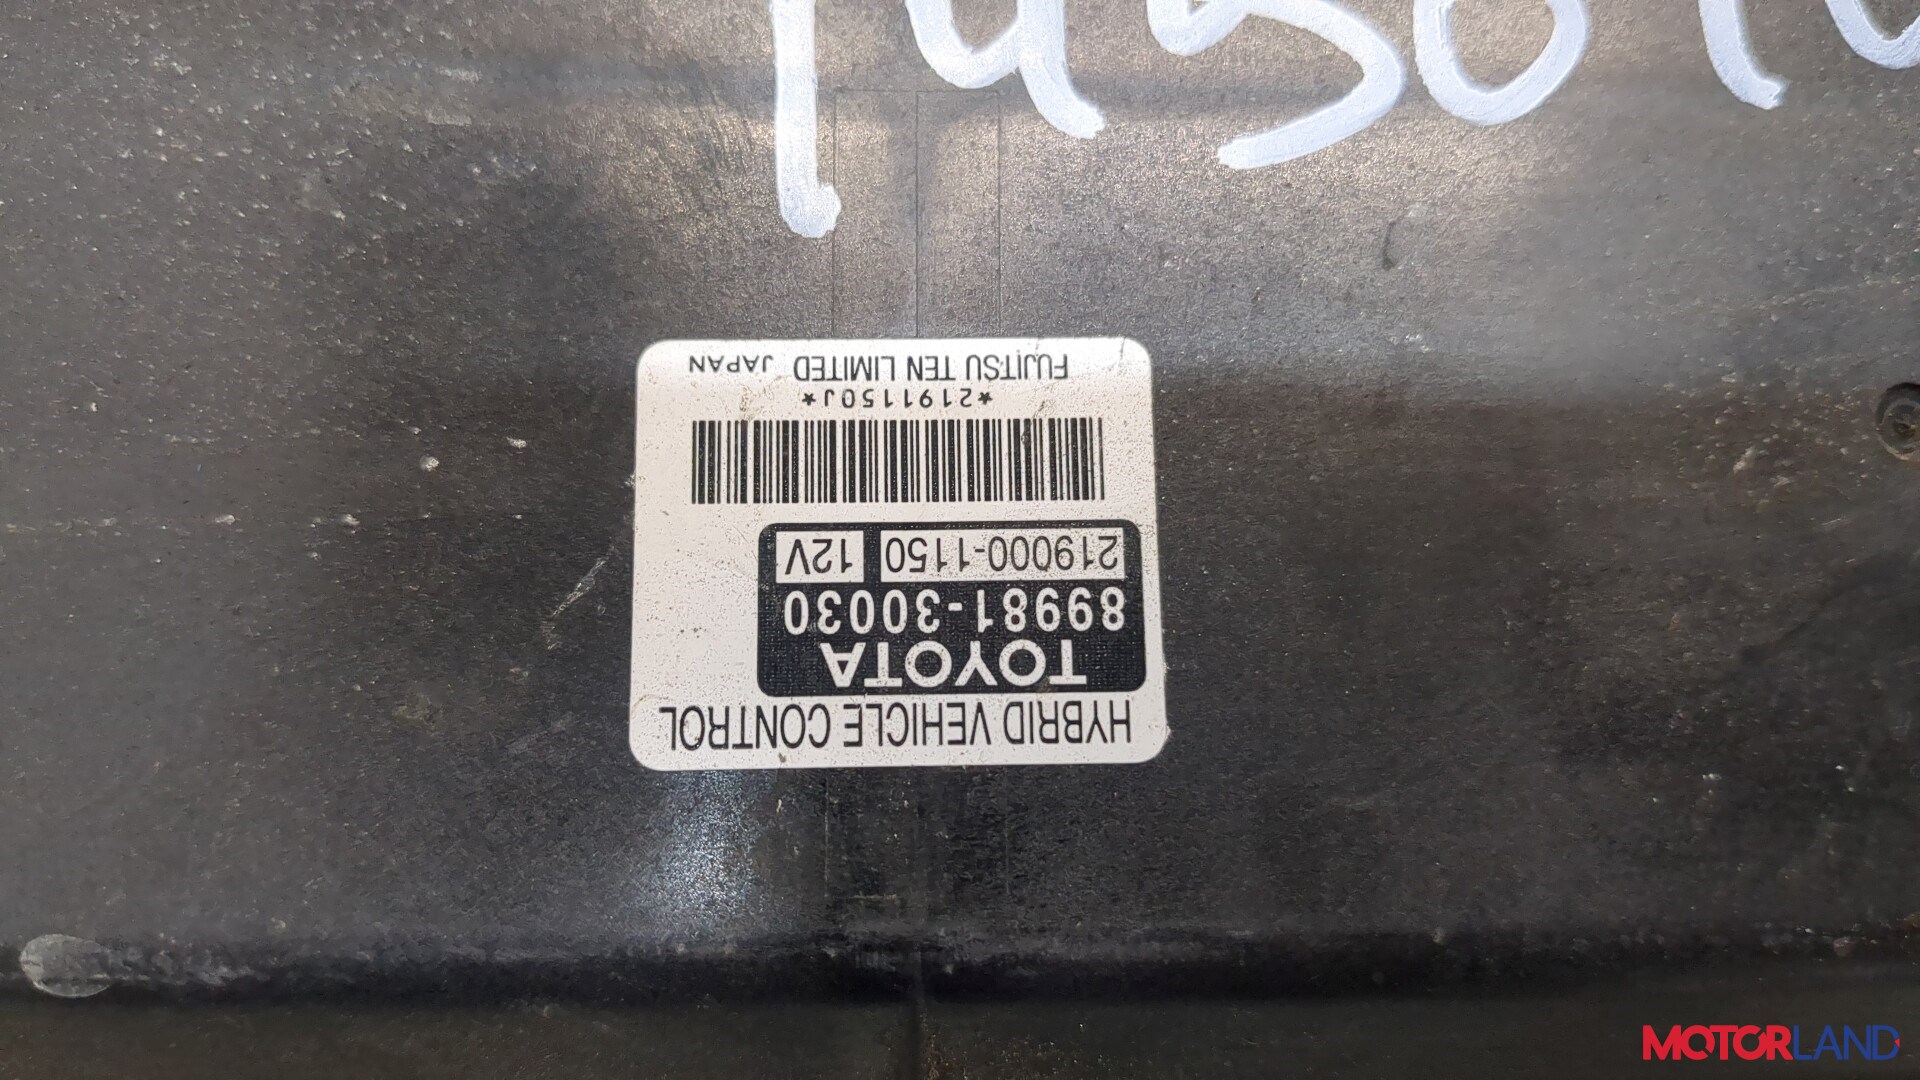 HYBRID VEHICLE CONTROL
TOYOTA
89981-30030
219000-1150 12V
*2191150J*
FUJITSU TEN LIMITED JAPAN
MOTORLAND